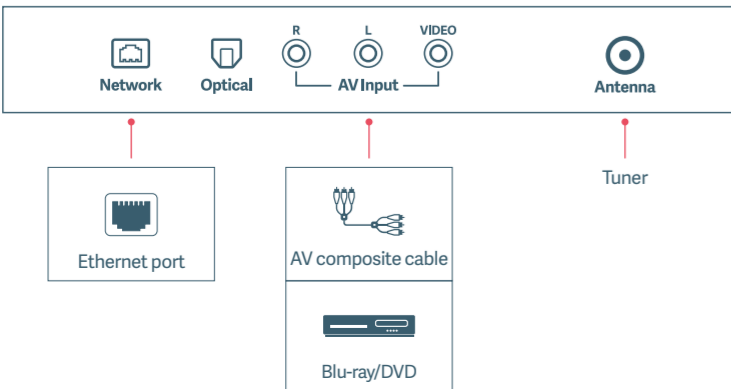 R L VIDEO
Network Optical AV Input Antenna
Tuner
Ethernet port AV composite cable
Blu-ray/DVD